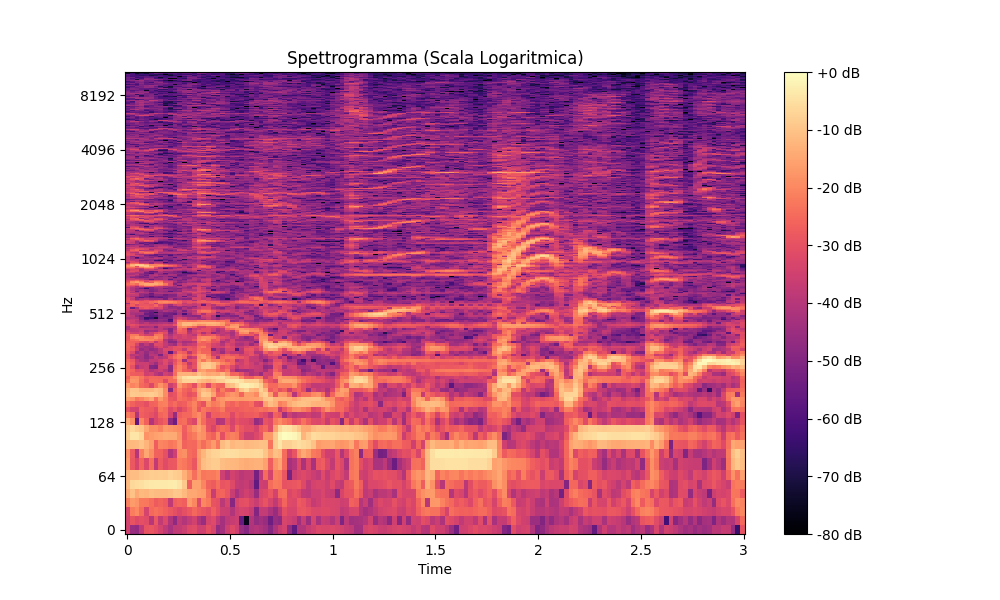 Spettrogramma (Scala Logaritmica)
Hz
8192
4096
2048
1024
512
256
128
64
0
0
0.5
1
1.5
2
2.5
3
Time
+0 dB
-10 dB
-20 dB
-30 dB
-40 dB
-50 dB
-60 dB
-70 dB
-80 dB